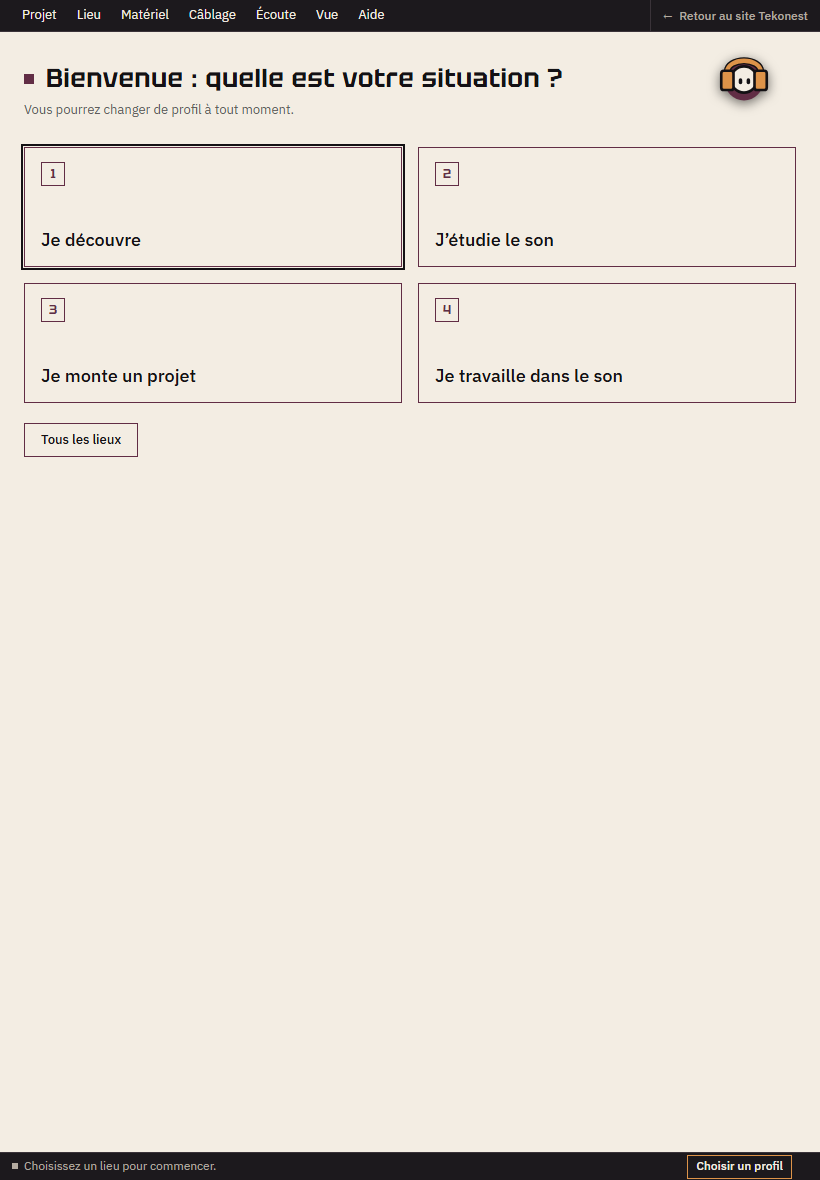 Projet Lieu Matériel Câblage Écoute Vue Aide ← Retour au site Tekonest
Bienvenue : quelle est votre situation ?
Vous pourrez changer de profil à tout moment.
1
Je découvre
2
J’étudie le son
3
Je monte un projet
4
Je travaille dans le son
Tous les lieux
Choisissez un lieu pour commencer. Choisir un profil